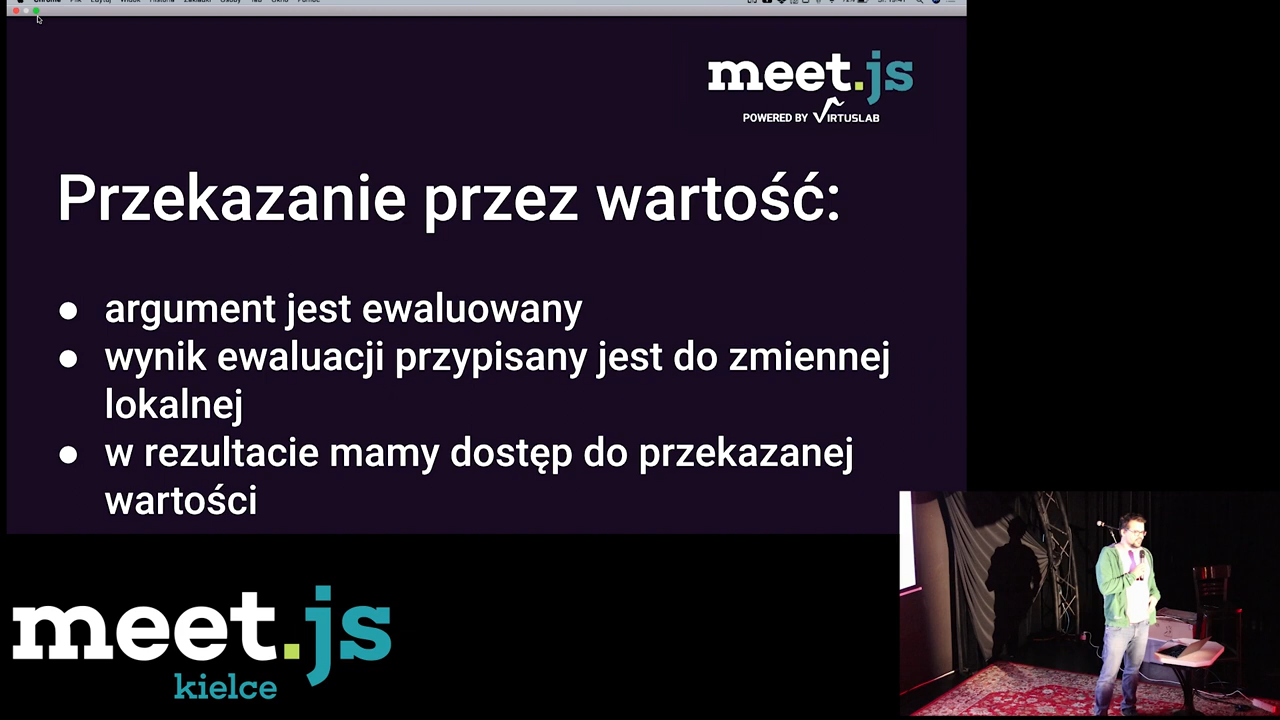 meet.js
POWERED BY VIRTUSLAB
Przekazanie przez wartość:
● argument jest ewaluowany
● wynik ewaluacji przypisany jest do zmiennej
lokalnej
● w rezultacie mamy dostęp do przekazanej
wartości
meet.js
kielce